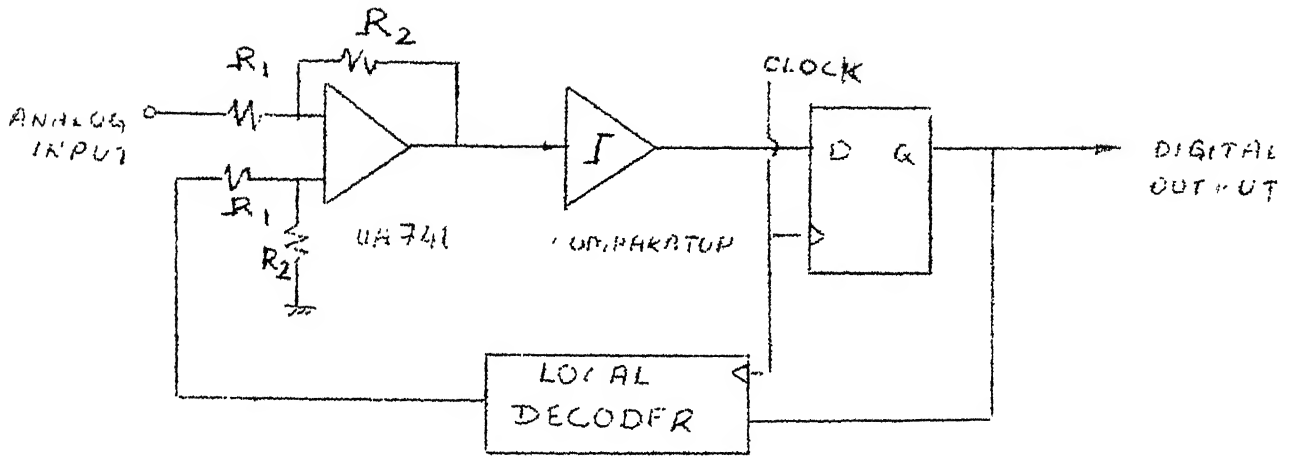 R2
R1
CLOCK
ANALOG
INPUT
D Q
DIGITAL
OUTPUT
R1
R2
UA741
COMPARATOR
LOCAL
DECODER